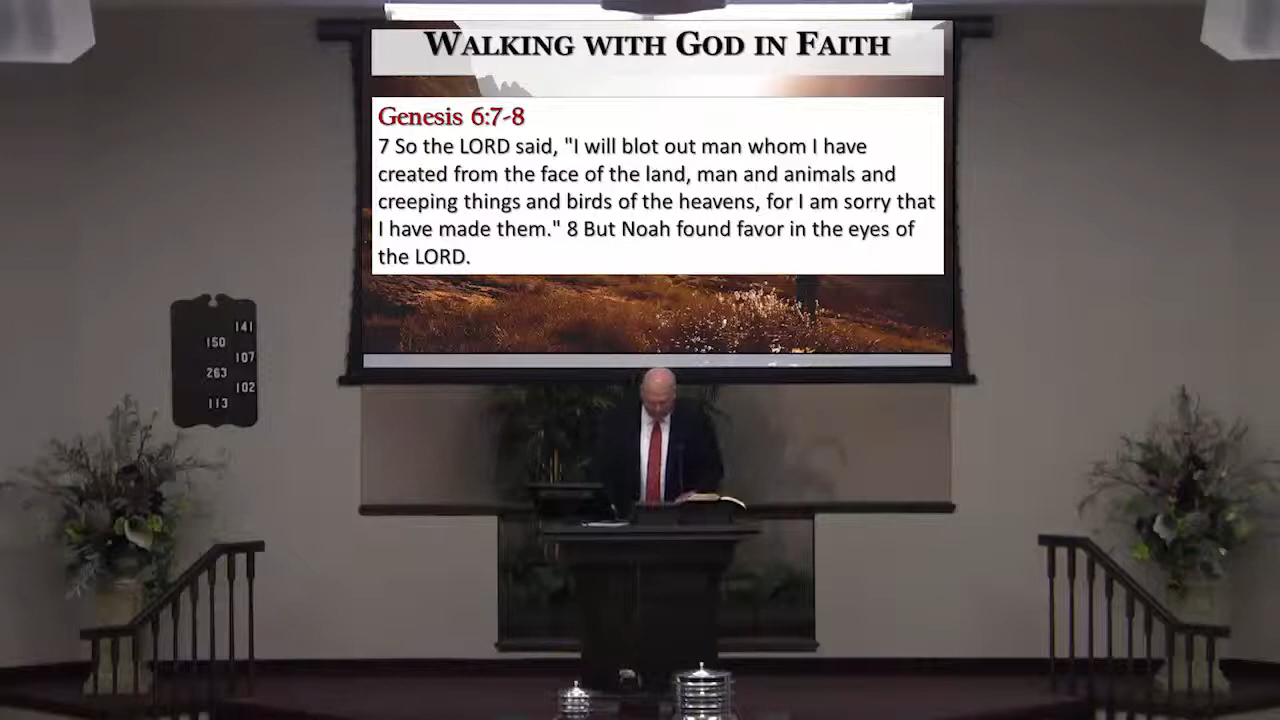 WALKING WITH GOD IN FAITH
Genesis 6:7-8
7 So the LORD said, "I will blot out man whom I have
created from the face of the land, man and animals and
creeping things and birds of the heavens, for I am sorry that
I have made them." 8 But Noah found favor in the eyes of
the LORD.
141
150
107
263
102
113